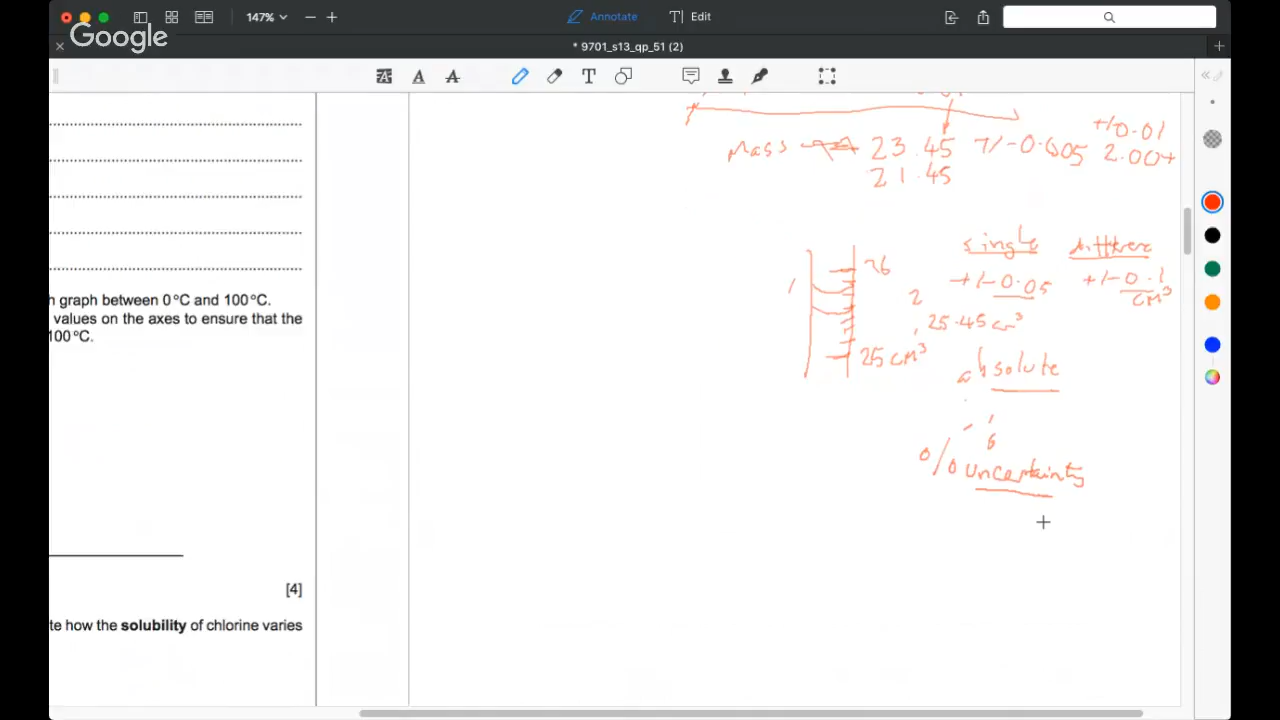 147%
Annotate
Edit
Google
* 9701_s13_qp_51 (2)
+/-0.01
Mass 23.45 +/-0.005 2.00+
21.45
single
26
+/-0.05
+/-0.1
cm³
2
25.45 cm³
25 cm³
absolute
% uncertainty
h graph between 0°C and 100°C.
values on the axes to ensure that the
100°C.
[4]
te how the solubility of chlorine varies